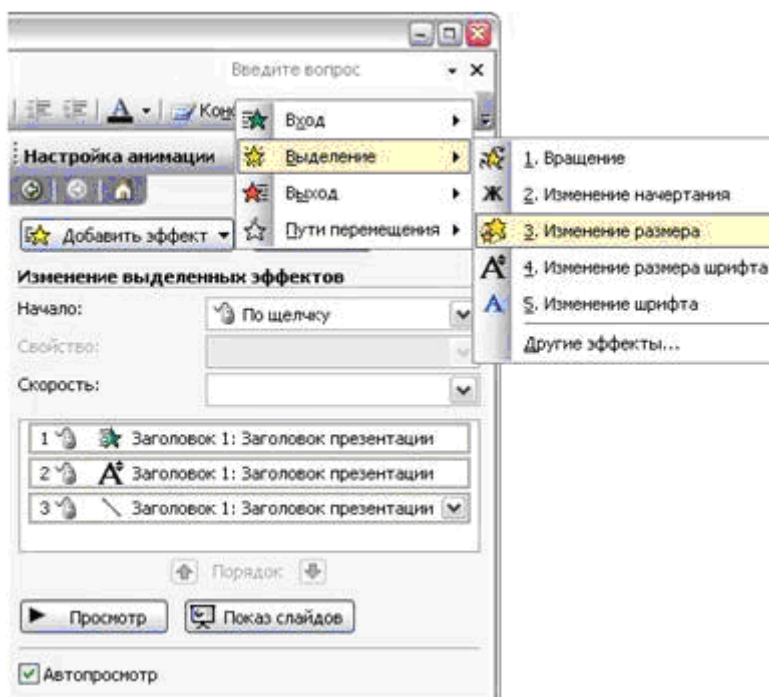 Введите вопрос
Вход
Настройка анимации
Выделение
1. Вращение
Выход
2. Изменение начертания
Добавить эффект
Пути перемещения
3. Изменение размера
4. Изменение размера шрифта
Изменение выделенных эффектов
5. Изменение шрифта
Начало:
По щелчку
Другие эффекты...
Свойство:
Скорость:
1 Заголовок 1: Заголовок презентации
2 Заголовок 1: Заголовок презентации
3 Заголовок 1: Заголовок презентации
Порядок
Просмотр
Показ слайдов
Автопросмотр